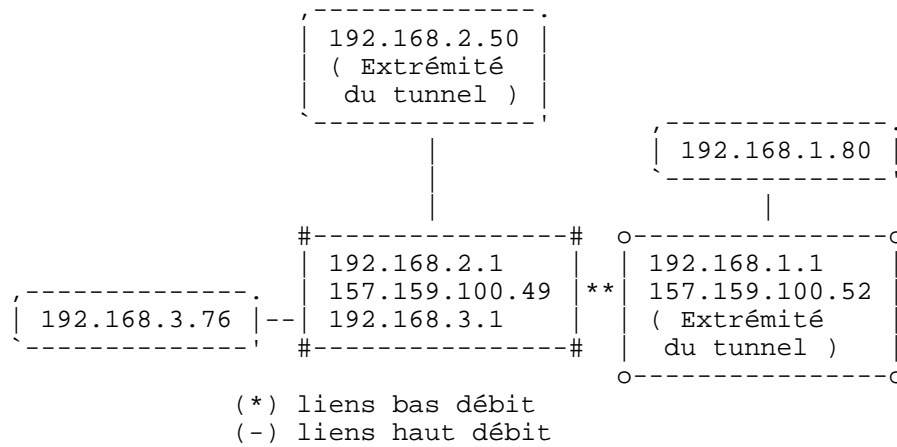 192.168.2.50
( Extrémité
du tunnel )
192.168.1.80
192.168.2.1
157.159.100.49
192.168.3.1
192.168.1.1
157.159.100.52
( Extrémité
du tunnel )
**
192.168.3.76
(*) liens bas débit
(-) liens haut débit